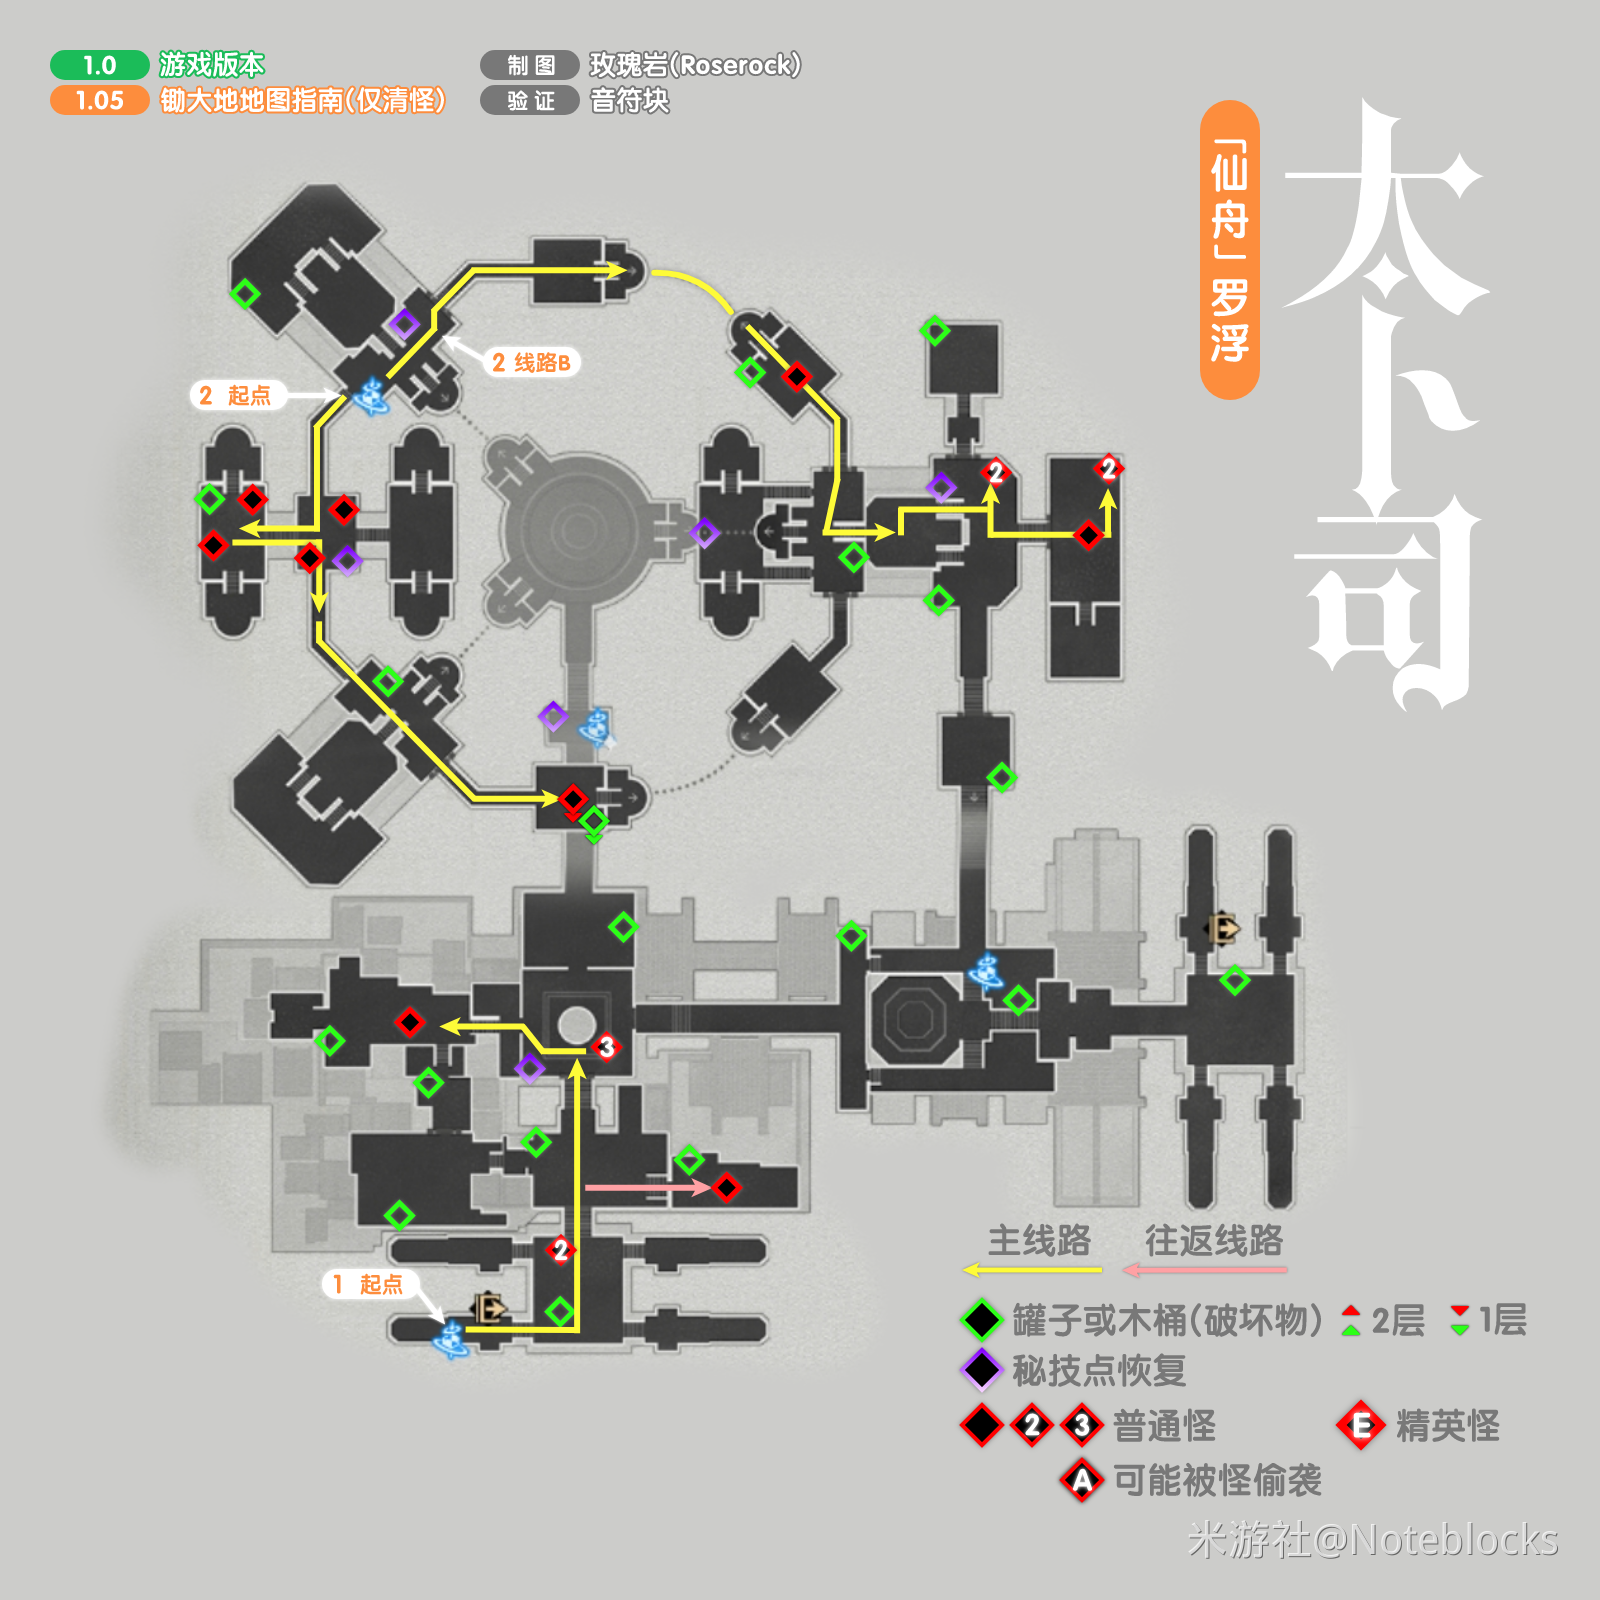 1.0 游戏版本
1.05 锄大地地图指南(仅清怪)
制图 玫瑰岩(Roserock)
验证 音符块
「仙舟」罗浮
太卜司
2 线路B
2 起点
2
2
3
2
1 起点
主线路 往返线路
罐子或木桶(破坏物) 2层 1层
秘技点恢复
2 3 普通怪 E 精英怪
A 可能被怪偷袭
米游社@Noteblocks